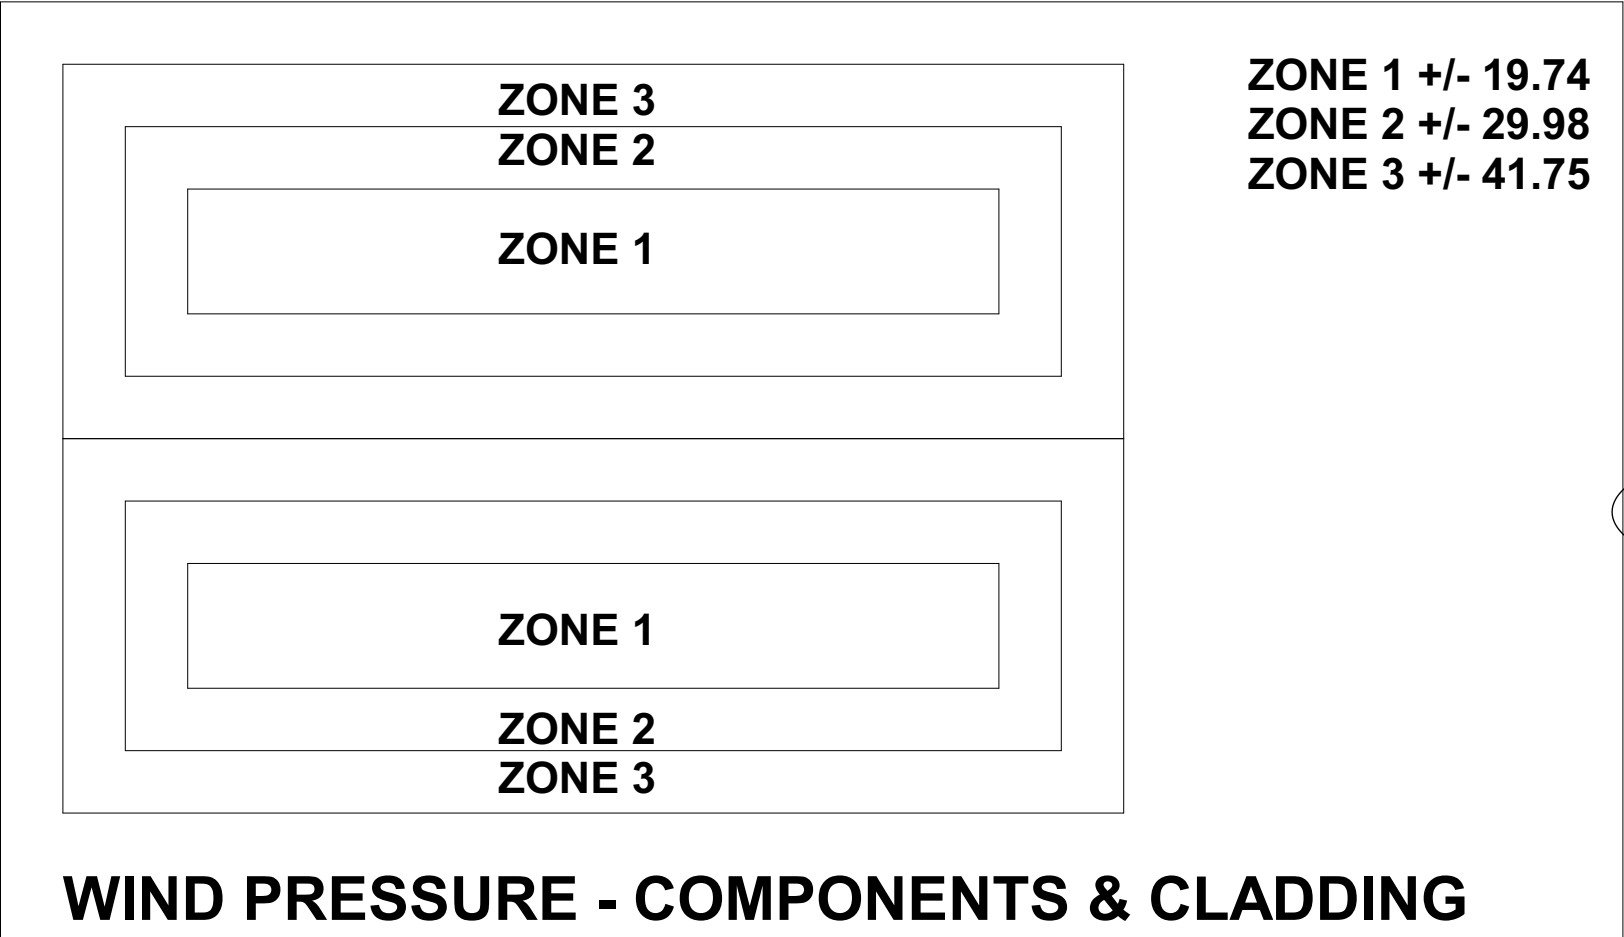 ZONE 3
ZONE 2
ZONE 1
ZONE 1
ZONE 2
ZONE 3
ZONE 1 +/- 19.74
ZONE 2 +/- 29.98
ZONE 3 +/- 41.75
WIND PRESSURE - COMPONENTS & CLADDING